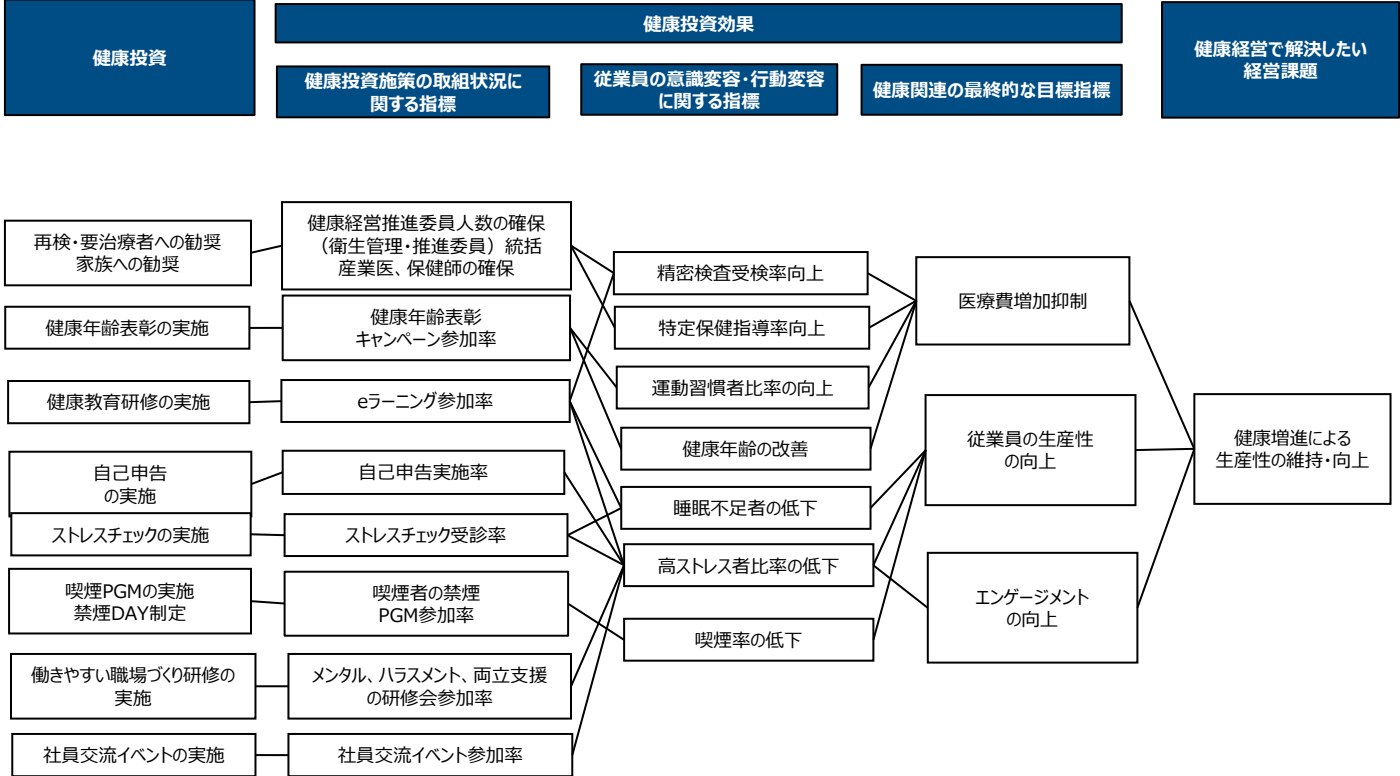 健康投資
健康投資効果
健康経営で解決したい
経営課題
健康投資施策の取組状況に
関する指標
従業員の意識変容・行動変容
に関する指標
健康関連の最終的な目標指標
再検・要治療者への勧奨
家族への勧奨
健康年齢表彰の実施
健康教育研修の実施
自己申告
の実施
ストレスチェックの実施
喫煙PGMの実施
禁煙DAY制定
働きやすい職場づくり研修の
実施
社員交流イベントの実施
健康経営推進委員人数の確保
（衛生管理・推進委員）統括
産業医、保健師の確保
健康年齢表彰
キャンペーン参加率
eラーニング参加率
自己申告実施率
ストレスチェック受診率
喫煙者の禁煙
PGM参加率
メンタル、ハラスメント、両立支援
の研修会参加率
社員交流イベント参加率
精密検査受検率向上
特定保健指導率向上
運動習慣者比率の向上
健康年齢の改善
睡眠不足者の低下
高ストレス者比率の低下
喫煙率の低下
医療費増加抑制
従業員の生産性
の向上
エンゲージメント
の向上
健康増進による
生産性の維持・向上